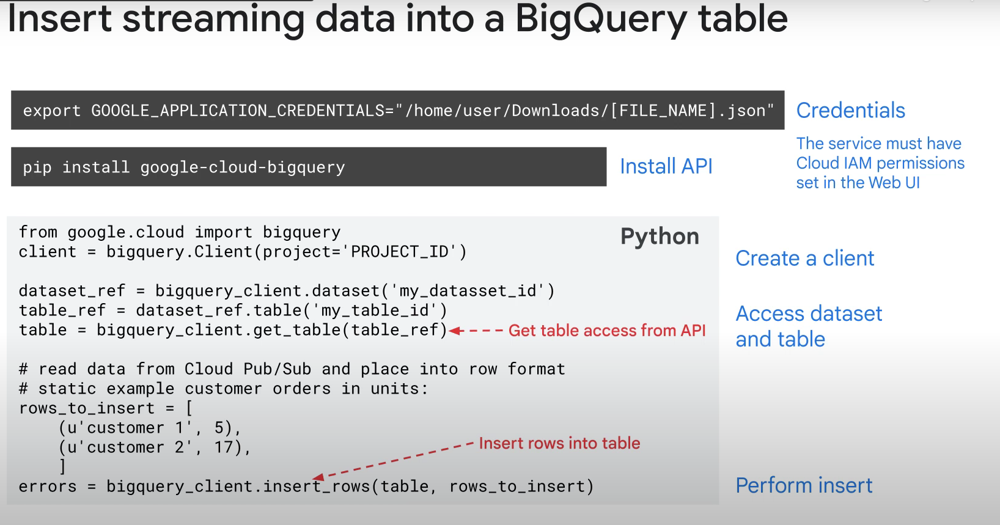 Insert streaming data into a BigQuery table
export GOOGLE_APPLICATION_CREDENTIALS="/home/user/Downloads/[FILE_NAME].json"
Credentials
The service must have
Cloud IAM permissions
set in the Web UI
pip install google-cloud-bigquery
Install API
Python
from google.cloud import bigquery
client = bigquery.Client(project='PROJECT_ID')
Create a client
dataset_ref = bigquery_client.dataset('my_datasset_id')
table_ref = dataset_ref.table('my_table_id')
table = bigquery_client.get_table(table_ref)
Get table access from API
Access dataset
and table
# read data from Cloud Pub/Sub and place into row format
# static example customer orders in units:
rows_to_insert = [
    (u'customer 1', 5),
    (u'customer 2', 17),
    ]
Insert rows into table
errors = bigquery_client.insert_rows(table, rows_to_insert)
Perform insert